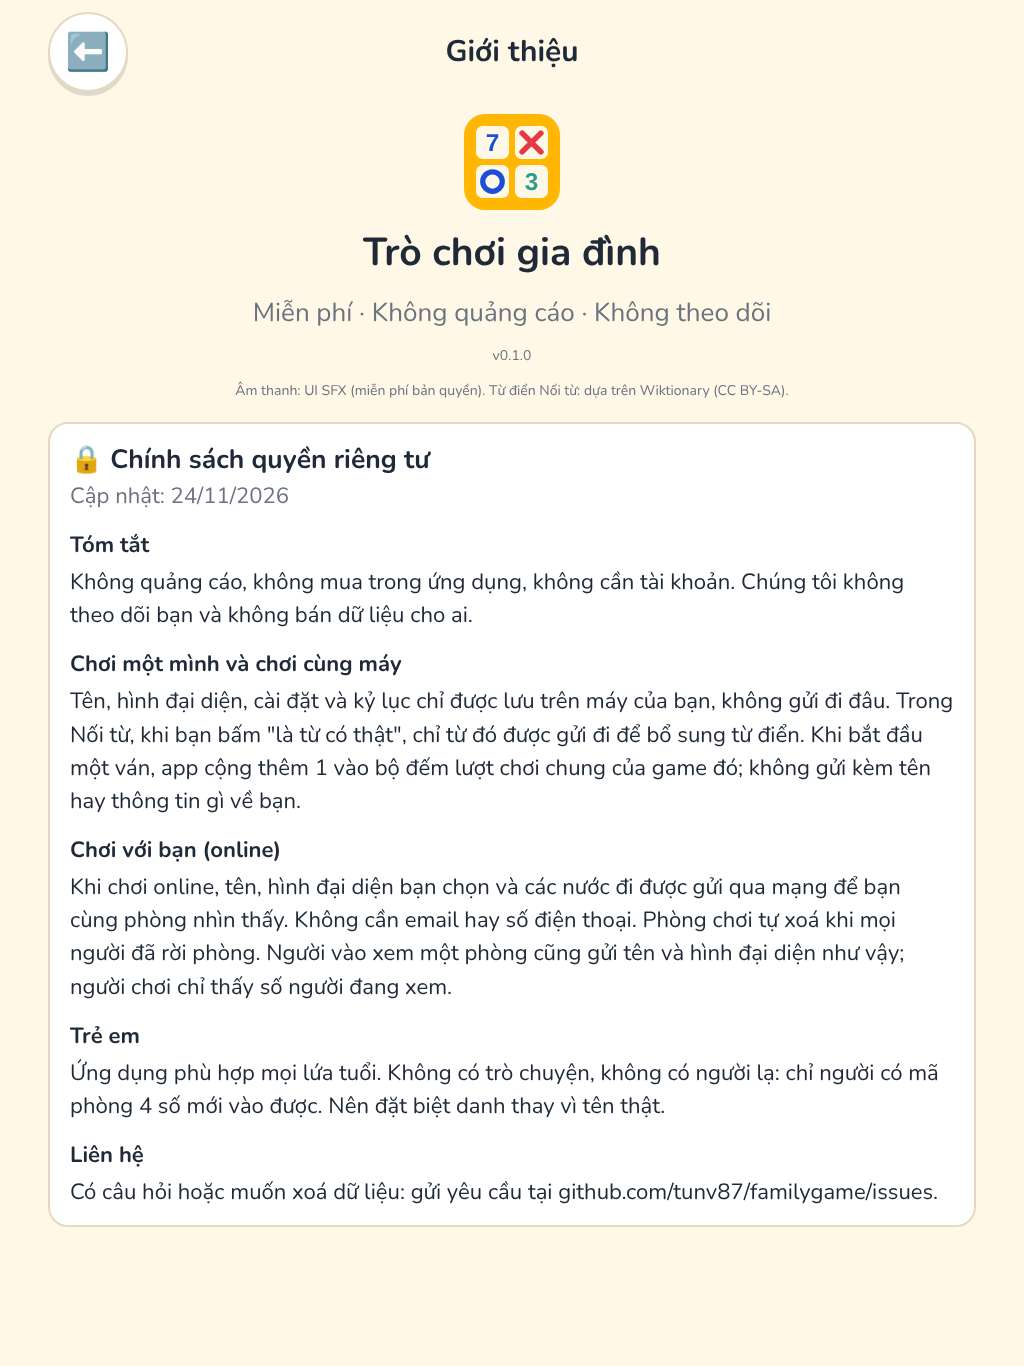 Giới thiệu
7
3
Trò chơi gia đình
Miễn phí · Không quảng cáo · Không theo dõi
v0.1.0
Âm thanh: UI SFX (miễn phí bản quyền). Từ điển Nối từ: dựa trên Wiktionary (CC BY-SA).
🔒 Chính sách quyền riêng tư
Cập nhật: 24/11/2026
Tóm tắt
Không quảng cáo, không mua trong ứng dụng, không cần tài khoản. Chúng tôi không
theo dõi bạn và không bán dữ liệu cho ai.
Chơi một mình và chơi cùng máy
Tên, hình đại diện, cài đặt và kỷ lục chỉ được lưu trên máy của bạn, không gửi đi đâu. Trong
Nối từ, khi bạn bấm "là từ có thật", chỉ từ đó được gửi đi để bổ sung từ điển. Khi bắt đầu
một ván, app cộng thêm 1 vào bộ đếm lượt chơi chung của game đó; không gửi kèm tên
hay thông tin gì về bạn.
Chơi với bạn (online)
Khi chơi online, tên, hình đại diện bạn chọn và các nước đi được gửi qua mạng để bạn
cùng phòng nhìn thấy. Không cần email hay số điện thoại. Phòng chơi tự xoá khi mọi
người đã rời phòng. Người vào xem một phòng cũng gửi tên và hình đại diện như vậy;
người chơi chỉ thấy số người đang xem.
Trẻ em
Ứng dụng phù hợp mọi lứa tuổi. Không có trò chuyện, không có người lạ: chỉ người có mã
phòng 4 số mới vào được. Nên đặt biệt danh thay vì tên thật.
Liên hệ
Có câu hỏi hoặc muốn xoá dữ liệu: gửi yêu cầu tại github.com/tunv87/familygame/issues.